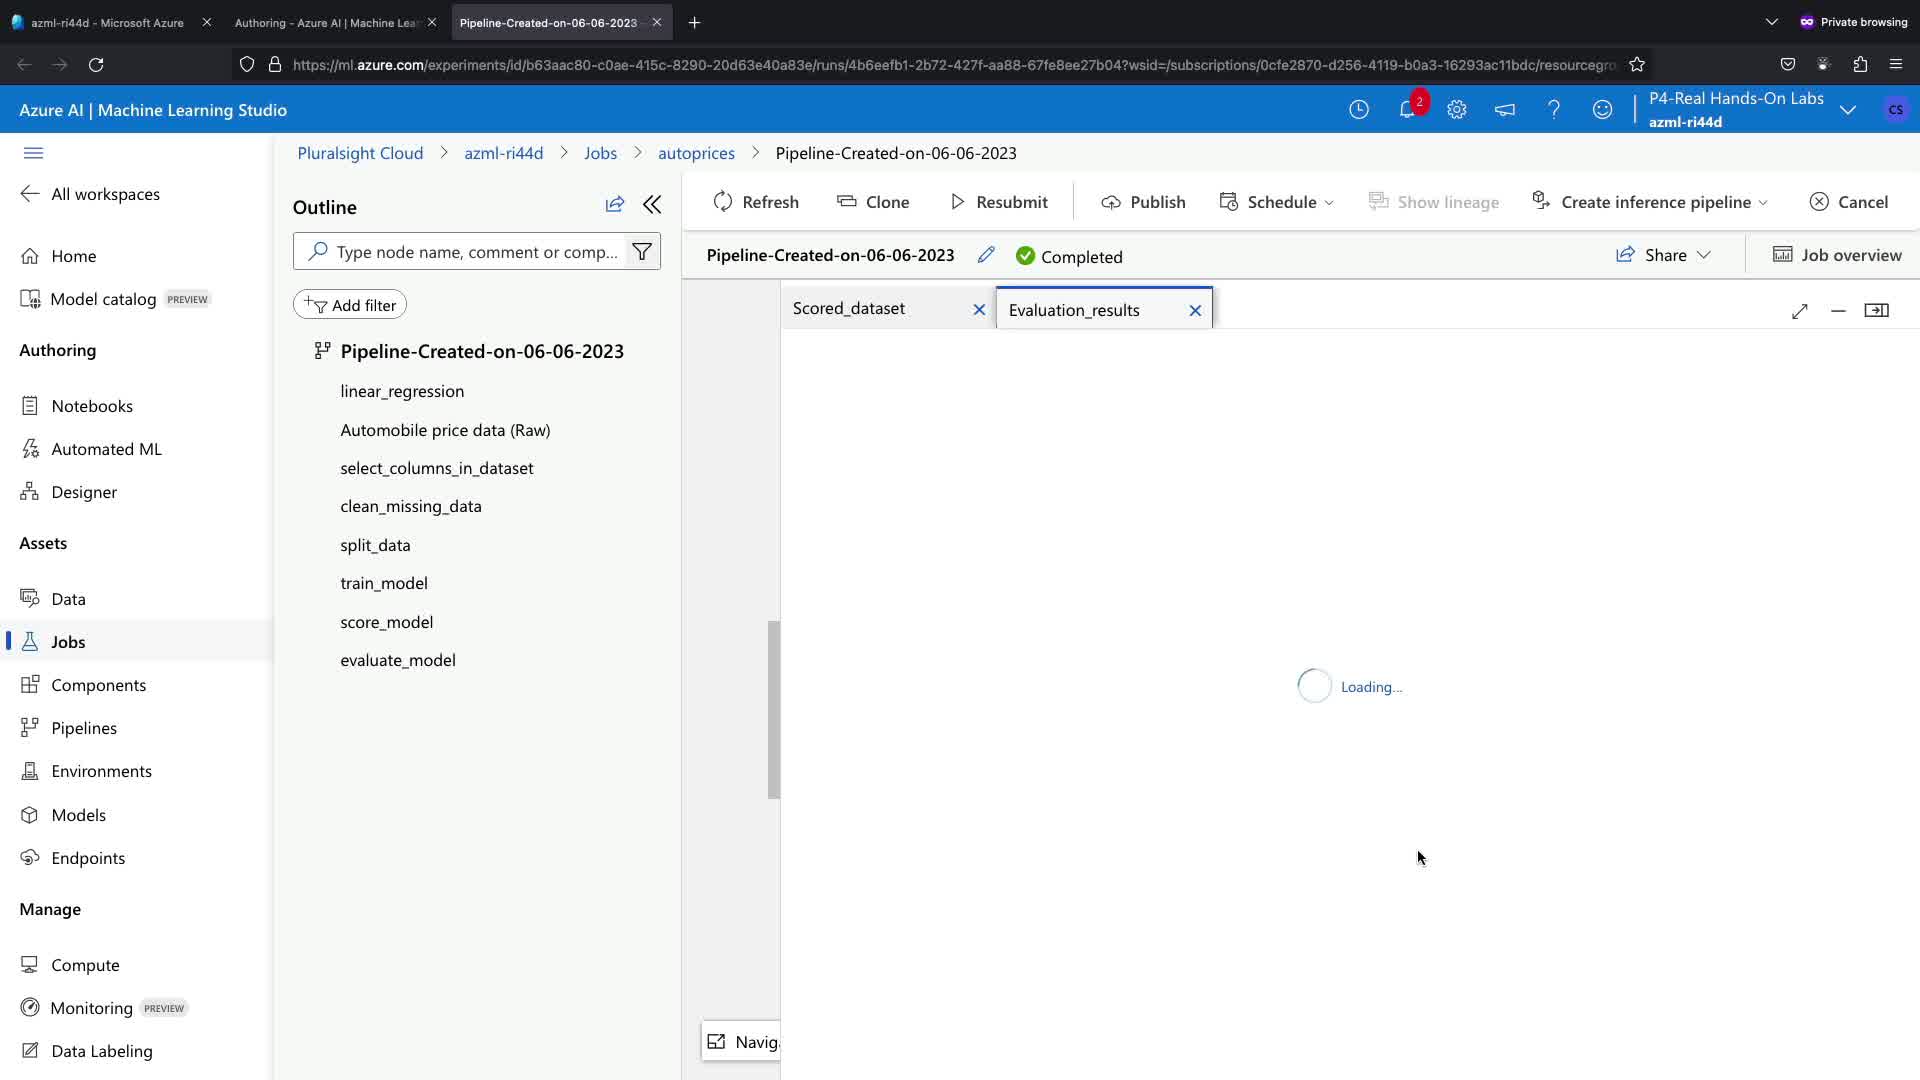 azml-ri44d - Microsoft Azure
Authoring - Azure AI | Machine Lear
Pipeline-Created-on-06-06-2023
Private browsing
https://ml.azure.com/experiments/id/b63aac80-c0ae-415c-8290-20d63e40a83e/runs/4b6eefb1-2b72-427f-aa88-67fe8ee27b04?wsid=/subscriptions/0cfe2870-d256-4119-b0a3-16293ac11bdc/resourcegro
Azure AI | Machine Learning Studio
2
P4-Real Hands-On Labs
azml-ri44d
CS
Pluralsight Cloud > azml-ri44d > Jobs > autoprices > Pipeline-Created-on-06-06-2023
All workspaces
Home
Model catalog PREVIEW
Authoring
Notebooks
Automated ML
Designer
Assets
Data
Jobs
Components
Pipelines
Environments
Models
Endpoints
Manage
Compute
Monitoring PREVIEW
Data Labeling
Outline
Type node name, comment or comp...
Add filter
Pipeline-Created-on-06-06-2023
linear_regression
Automobile price data (Raw)
select_columns_in_dataset
clean_missing_data
split_data
train_model
score_model
evaluate_model
Refresh
Clone
Resubmit
Publish
Schedule
Show lineage
Create inference pipeline
Cancel
Pipeline-Created-on-06-06-2023
Completed
Share
Job overview
Scored_dataset
Evaluation_results
Loading...
Naviga